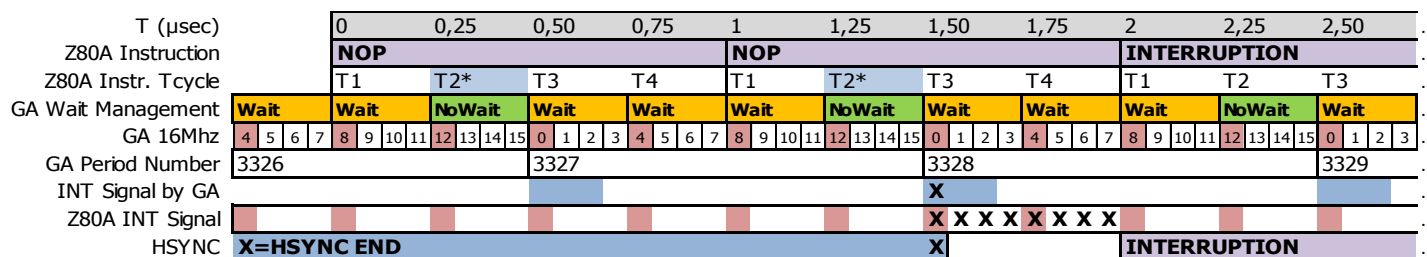 T (µsec) 0 0,25 0,50 0,75 1 1,25 1,50 1,75 2 2,25 2,50 .
Z80A Instruction NOP NOP INTERRUPTION .
Z80A Instr. Tcycle T1 T2* T3 T4 T1 T2* T3 T4 T1 T2 T3 .
GA Wait Management Wait Wait NoWait Wait Wait Wait NoWait Wait Wait Wait NoWait Wait .
GA 16Mhz 4 5 6 7 8 9 10 11 12 13 14 15 0 1 2 3 4 5 6 7 8 9 10 11 12 13 14 15 0 1 2 3 4 5 6 7 8 9 10 11 12 13 14 15 0 1 2 3 .
GA Period Number 3326 3327 3328 3329 .
INT Signal by GA X .
Z80A INT Signal X X X X X X X X .
HSYNC X=HSYNC END X INTERRUPTION .